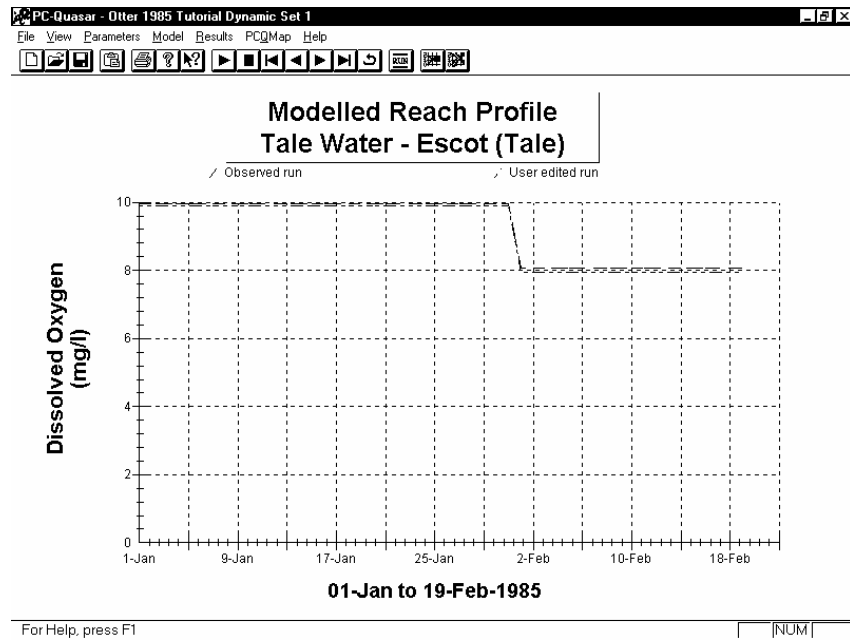 PC-Quasar - Otter 1985 Tutorial Dynamic Set 1
File View Parameters Model Results PCQMap Help
RUN
Modelled Reach Profile
Tale Water - Escot (Tale)
Observed run User edited run
10
8
6
4
2
0
Dissolved Oxygen
(mg/l)
1-Jan 9-Jan 17-Jan 25-Jan 2-Feb 10-Feb 18-Feb
01-Jan to 19-Feb-1985
For Help, press F1 NUM